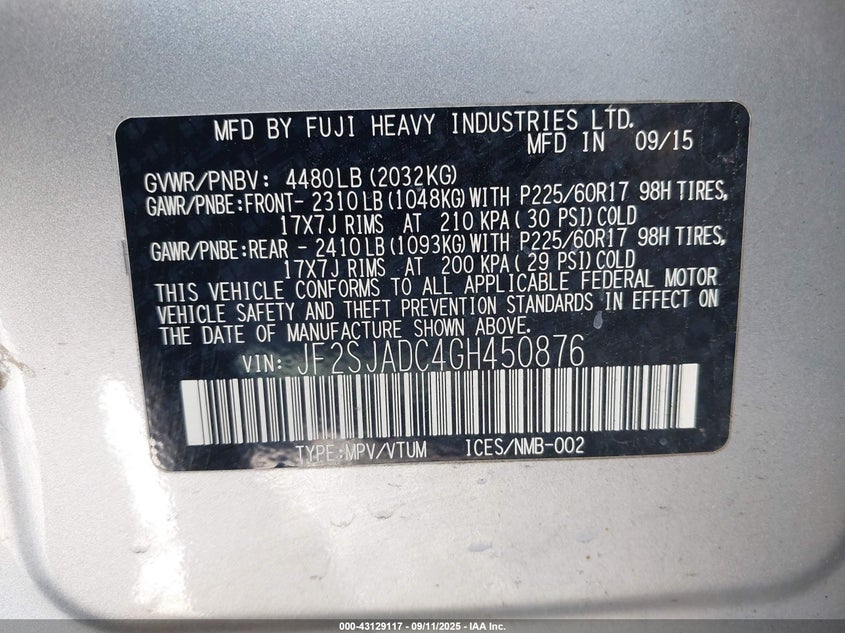 MFD BY FUJI HEAVY INDUSTRIES LTD.
MFD IN 09/15
GVWR/PNBV: 4480LB (2032KG)
GAWR/PNBE:FRONT- 2310LB (1048KG) WITH P225/60R17 98H TIRES,
17X7J RIMS AT 210 KPA ( 30 PSI) COLD
GAWR/PNBE:REAR - 2410LB (1093KG) WITH P225/60R17 98H TIRES,
17X7J RIMS AT 200 KPA ( 29 PSI) COLD
THIS VEHICLE CONFORMS TO ALL APPLICABLE FEDERAL MOTOR
VEHICLE SAFETY AND THEFT PREVENTION STANDARDS IN EFFECT ON
THE DATE OF MANUFACTURE SHOWN ABOVE.
VIN: JF2SJADC4GH450876
TYPE:MPV/VTUM ICES/NMB-002
000-43129117 - 09/11/2025 - IAA Inc.